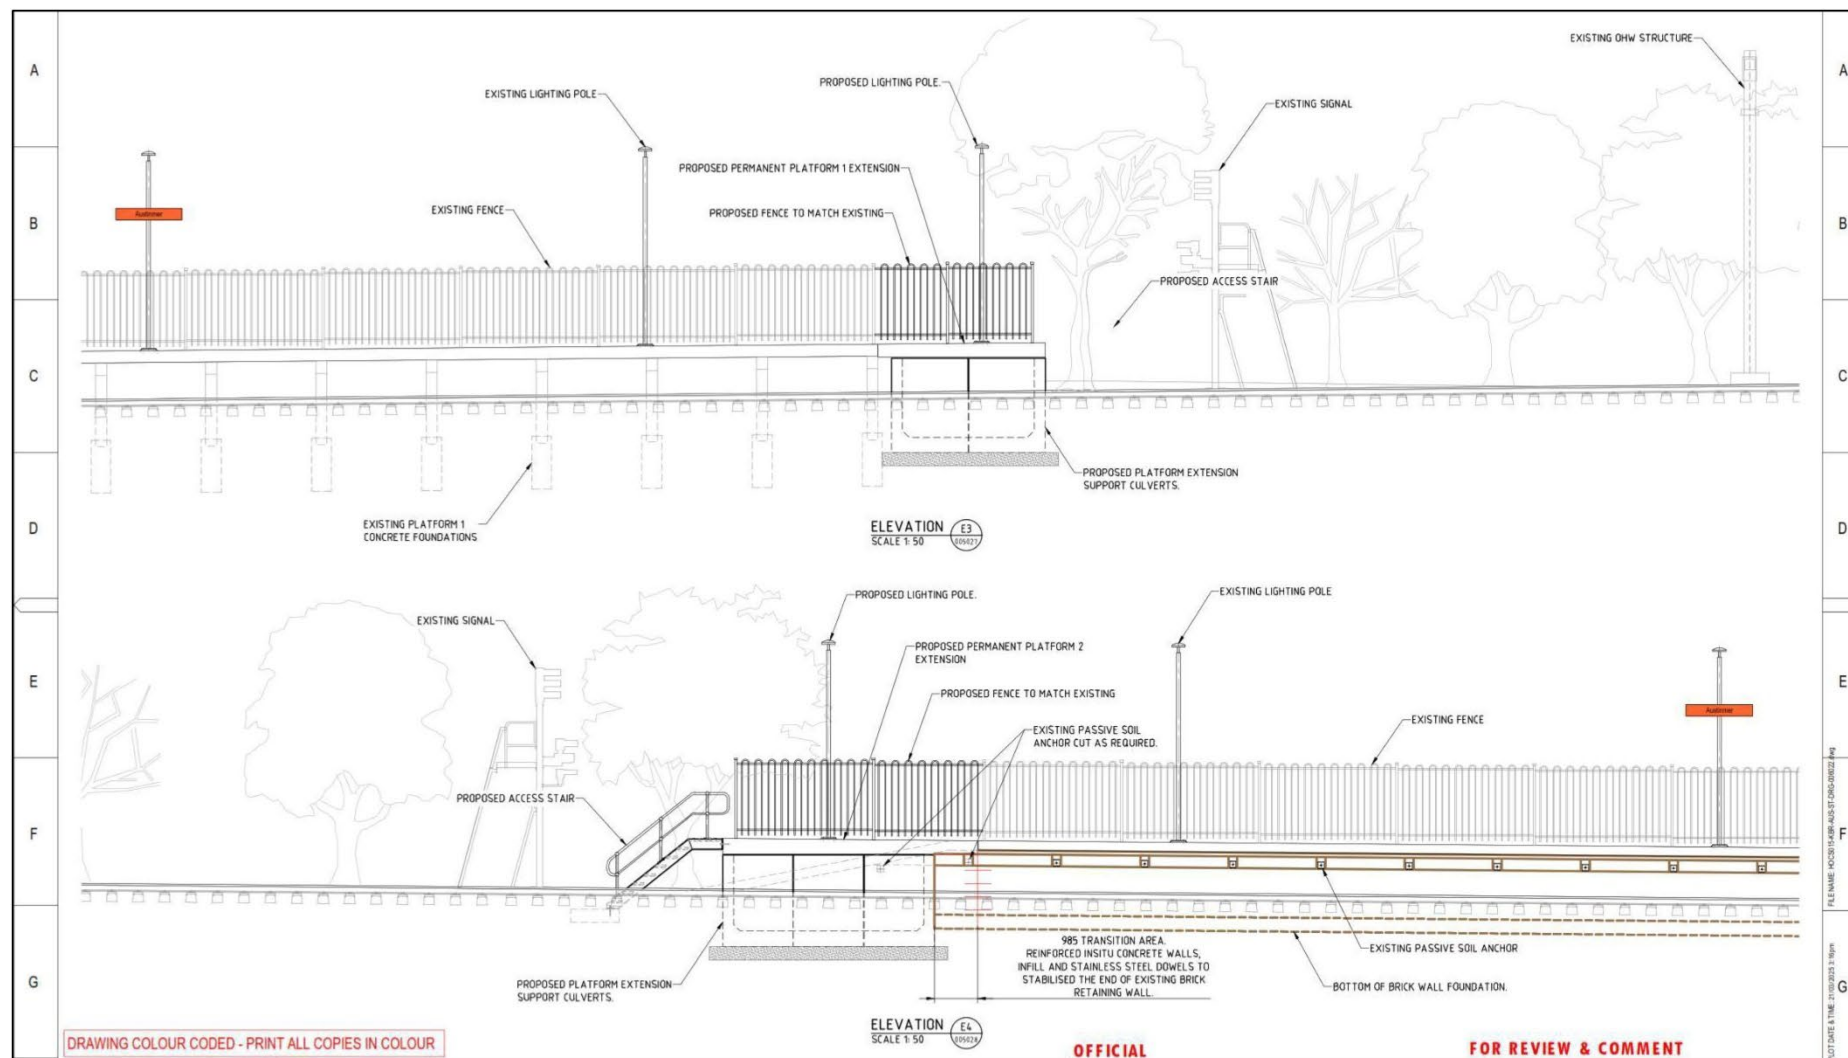 A
A
EXISTING OHW STRUCTURE
PROPOSED LIGHTING POLE.
EXISTING LIGHTING POLE
EXISTING SIGNAL
B
B
PROPOSED PERMANENT PLATFORM 1 EXTENSION
Austinmer
EXISTING FENCE
PROPOSED FENCE TO MATCH EXISTING
PROPOSED ACCESS STAIR
C
C
PROPOSED PLATFORM EXTENSION
SUPPORT CULVERTS.
D
D
EXISTING PLATFORM 1
CONCRETE FOUNDATIONS
ELEVATION E3
SCALE 1: 50 005027
PROPOSED LIGHTING POLE.
EXISTING LIGHTING POLE
EXISTING SIGNAL
PROPOSED PERMANENT PLATFORM 2
EXTENSION
E
E
PROPOSED FENCE TO MATCH EXISTING
Austinmer
EXISTING FENCE
EXISTING PASSIVE SOIL
ANCHOR CUT AS REQUIRED.
PROPOSED ACCESS STAIR
F
F
985 TRANSITION AREA.
REINFORCED INSITU CONCRETE WALLS,
INFILL AND STAINLESS STEEL DOWELS TO
STABILISED THE END OF EXISTING BRICK
RETAINING WALL.
EXISTING PASSIVE SOIL ANCHOR
G
G
PROPOSED PLATFORM EXTENSION
SUPPORT CULVERTS.
BOTTOM OF BRICK WALL FOUNDATION.
ELEVATION E4
SCALE 1: 50 005028
DRAWING COLOUR CODED - PRINT ALL COPIES IN COLOUR
OFFICIAL
FOR REVIEW & COMMENT